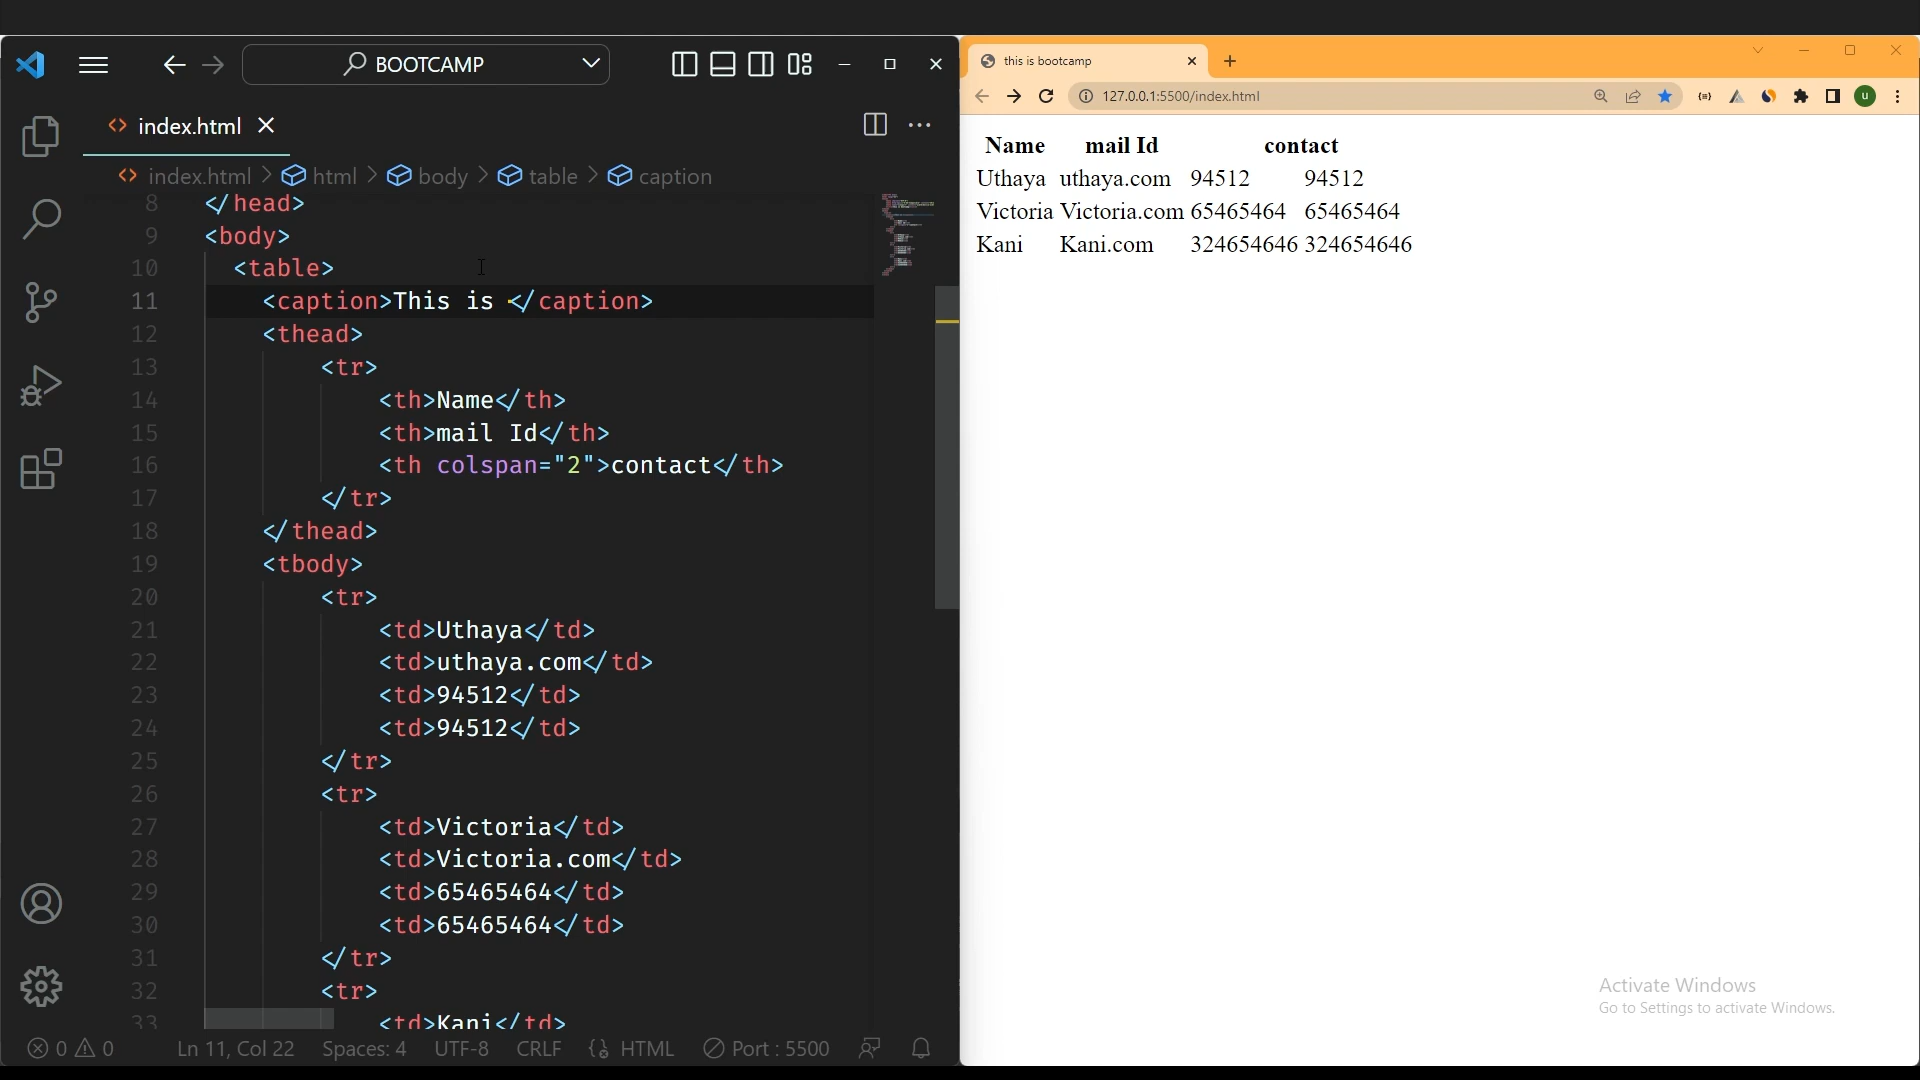 BOOTCAMP
index.html
index.html > html > body > table > caption
8 </head>
9 <body>
10 <table>
11 <caption>This is </caption>
12 <thead>
13 <tr>
14 <th>Name</th>
15 <th>mail Id</th>
16 <th colspan="2">contact</th>
17 </tr>
18 </thead>
19 <tbody>
20 <tr>
21 <td>Uthaya</td>
22 <td>uthaya.com</td>
23 <td>94512</td>
24 <td>94512</td>
25 </tr>
26 <tr>
27 <td>Victoria</td>
28 <td>Victoria.com</td>
29 <td>65465464</td>
30 <td>65465464</td>
31 </tr>
32 <tr>
33 <td>Kani</td>
0 0 Ln 11, Col 22 Spaces: 4 UTF-8 CRLF HTML Port : 5500
this is bootcamp
127.0.0.1:5500/index.html
U
Name mail Id contact
Uthaya uthaya.com 94512 94512
Victoria Victoria.com 65465464 65465464
Kani Kani.com 324654646 324654646
Activate Windows
Go to Settings to activate Windows.